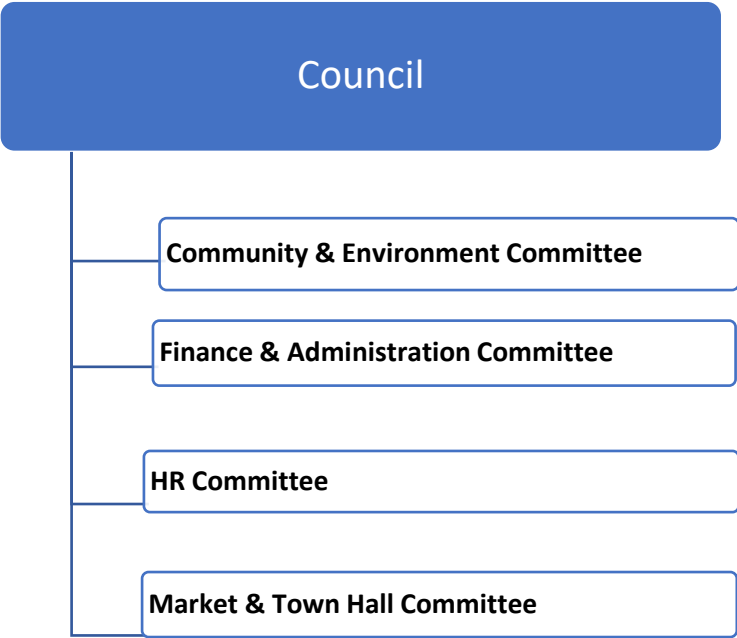 Council
Community & Environment Committee
Finance & Administration Committee
HR Committee
Market & Town Hall Committee